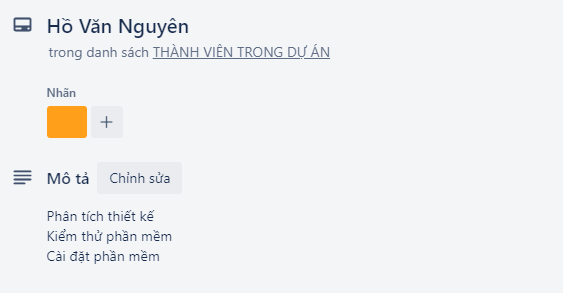 Hồ Văn Nguyên
trong danh sách THÀNH VIÊN TRONG DỰ ÁN
Nhãn
+
Mô tả Chỉnh sửa
Phân tích thiết kế
Kiểm thử phần mềm
Cài đặt phần mềm